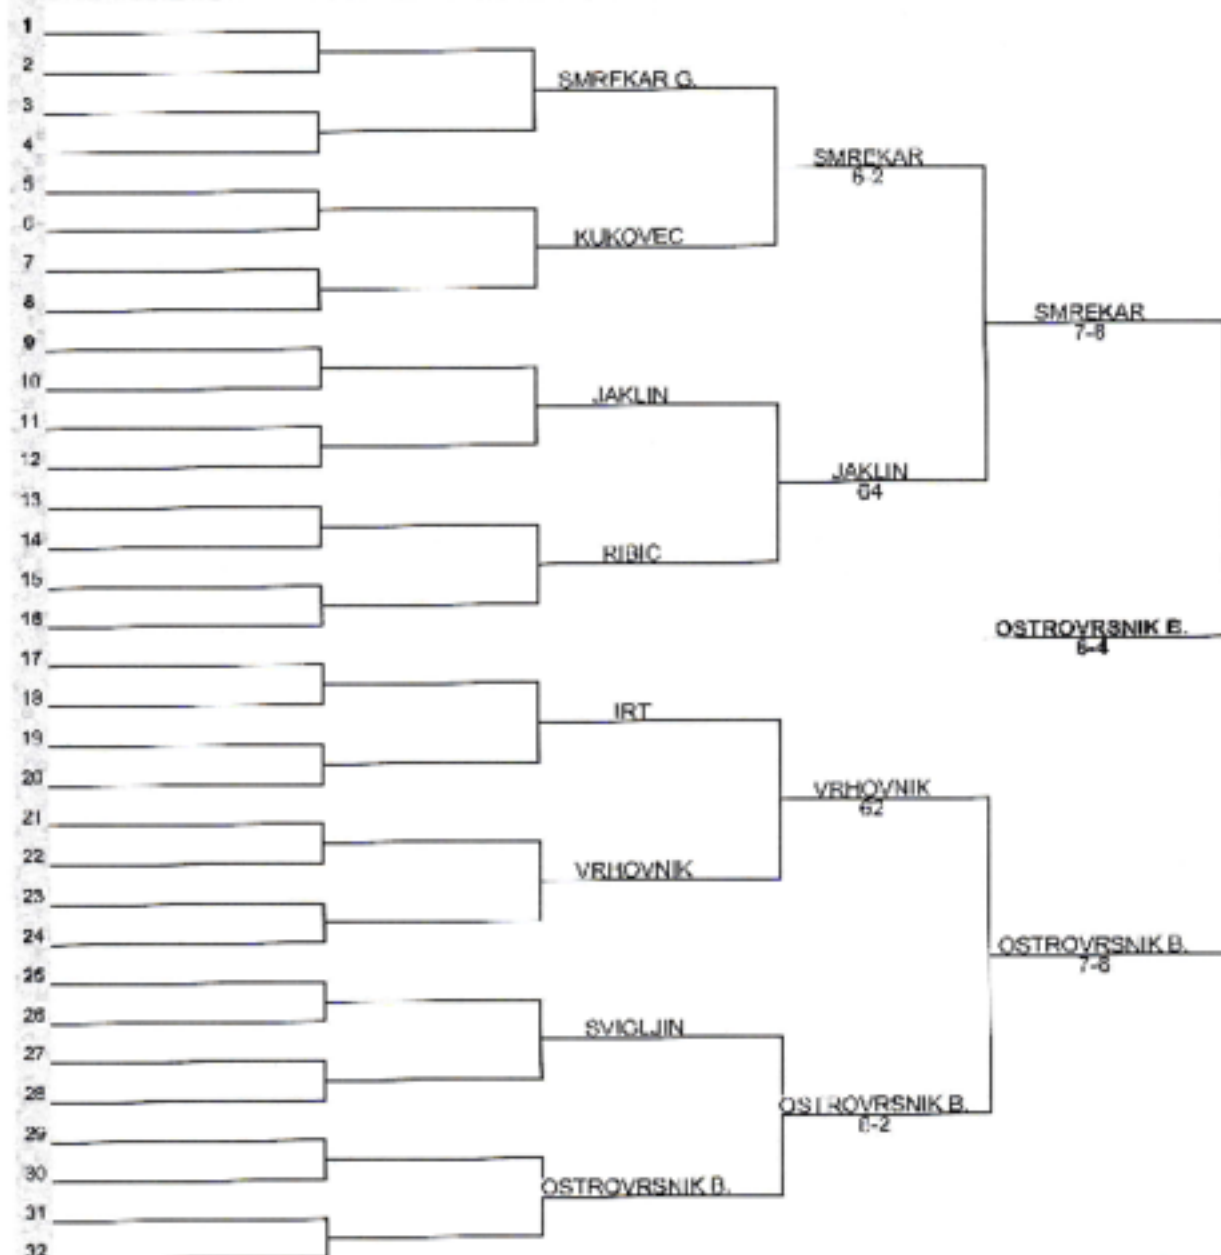 1
2
SMREKAR G.
3
4
SMREKAR
6-2
5
6
KUKOVEC
7
8
SMREKAR
7-6
9
10
JAKLIN
11
12
JAKLIN
64
13
14
RIBIC
15
16
OSTROVRSNIK B.
6-4
17
18
IRT
19
20
VRHOVNIK
62
21
22
VRHOVNIK
23
24
OSTROVRSNIK B.
7-6
25
26
SVIGLJIN
27
28
OSTROVRSNIK B.
6-2
29
30
OSTROVRSNIK B.
31
32